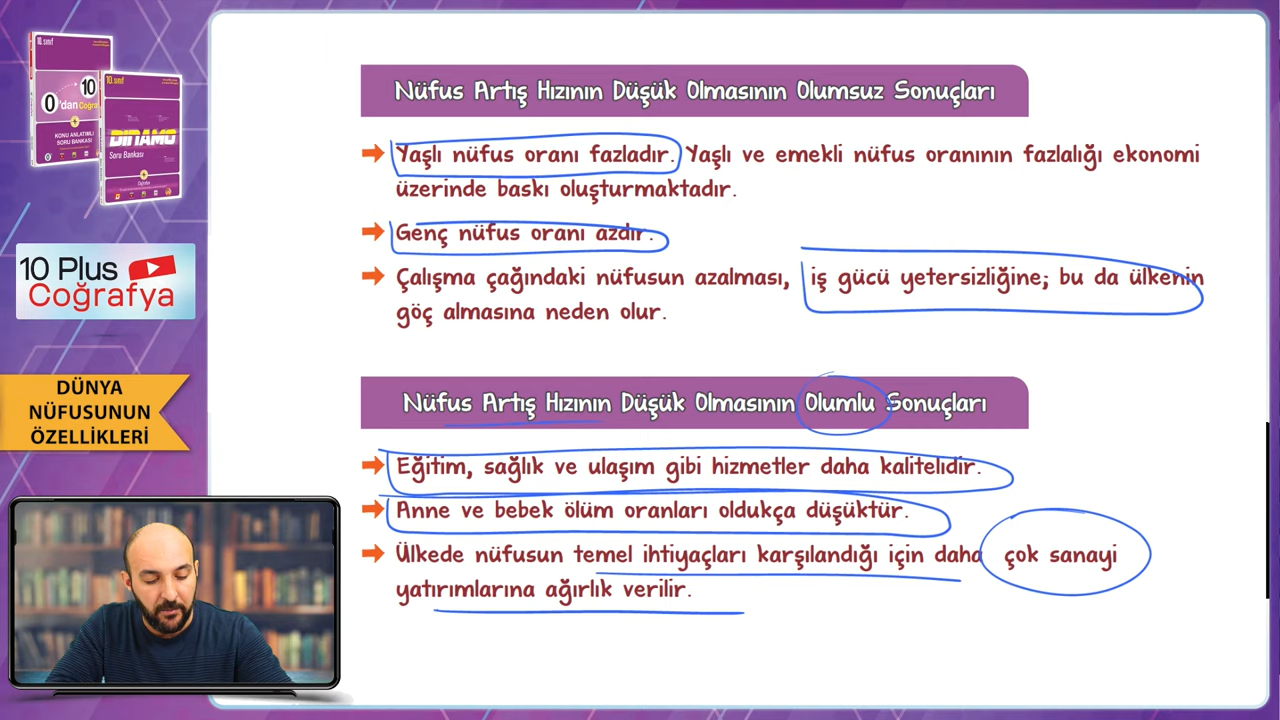 Nüfus Artış Hızının Düşük Olmasının Olumsuz Sonuçları
Yaşlı nüfus oranı fazladır. Yaşlı ve emekli nüfus oranının fazlalığı ekonomi
üzerinde baskı oluşturmaktadır.
Genç nüfus oranı azdır.
Çalışma çağındaki nüfusun azalması, iş gücü yetersizliğine; bu da ülkenin
göç almasına neden olur.
Nüfus Artış Hızının Düşük Olmasının Olumlu Sonuçları
Eğitim, sağlık ve ulaşım gibi hizmetler daha kalitelidir.
Anne ve bebek ölüm oranları oldukça düşüktür.
Ülkede nüfusun temel ihtiyaçları karşılandığı için daha çok sanayi
yatırımlarına ağırlık verilir.
10.sınıf
0'dan 10
Coğrafya
KONU ANLATIMLI
SORU BANKASI
10.sınıf
DINAMO
Soru Bankası
Coğrafya
10 Plus
Coğrafya
DÜNYA
NÜFUSUNUN
ÖZELLİKLERİ